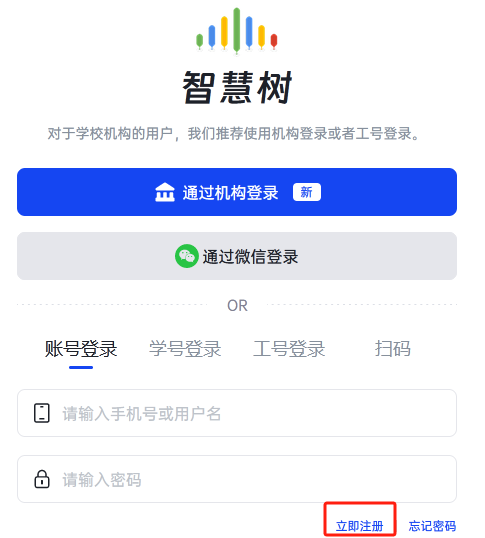 智慧树
对于学校机构的用户，我们推荐使用机构登录或者工号登录。
通过机构登录 新
通过微信登录
OR
账号登录 学号登录 工号登录 扫码
请输入手机号或用户名
请输入密码
立即注册 忘记密码